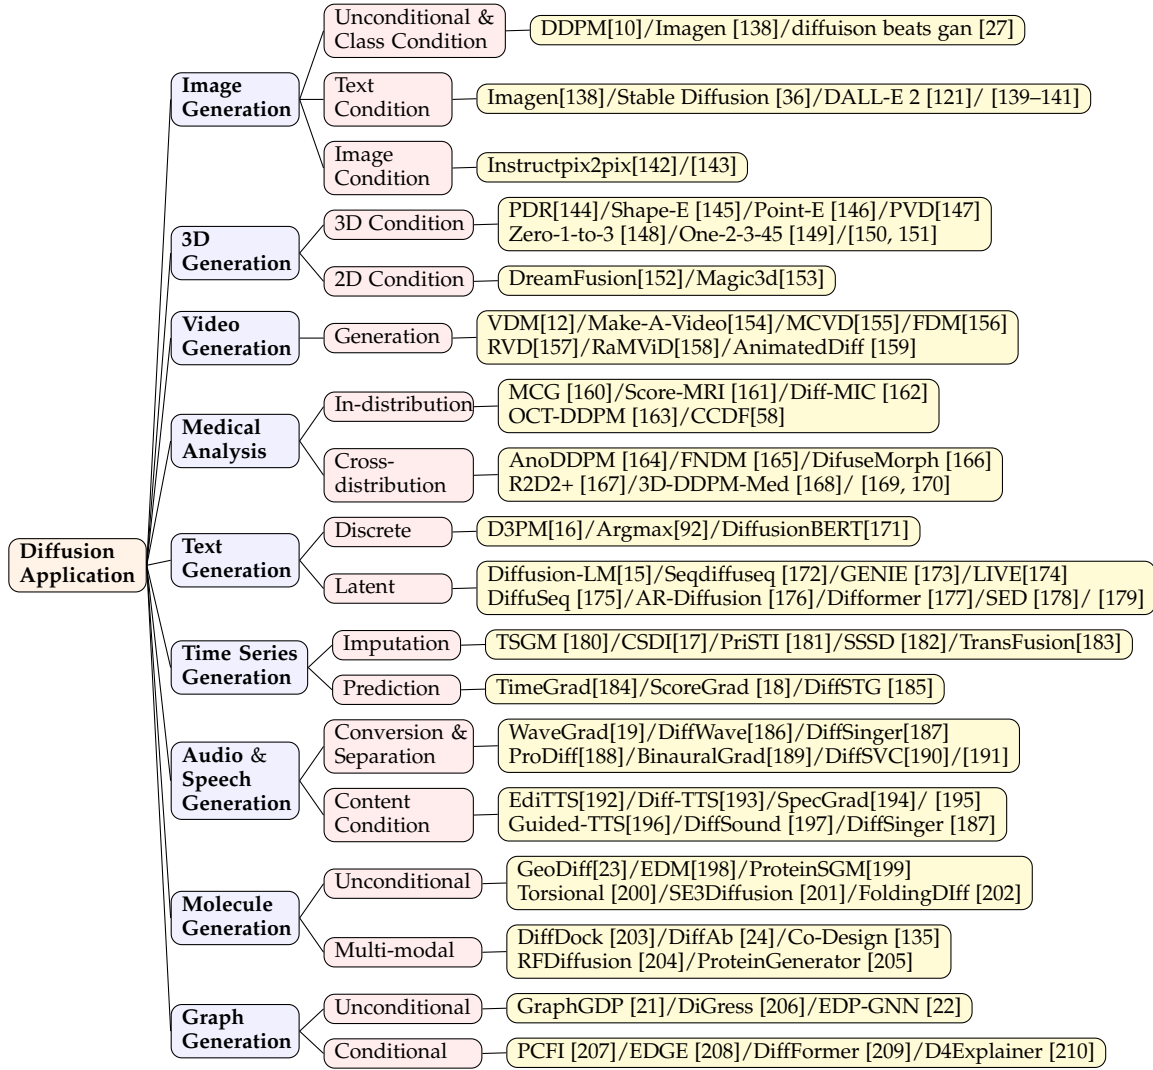 Diffusion
Application
Image
Generation
Unconditional &
Class Condition
DDPM[10]/Imagen [138]/diffuison beats gan [27]
Text
Condition
Imagen[138]/Stable Diffusion [36]/DALL-E 2 [121]/ [139–141]
Image
Condition
Instructpix2pix[142]/[143]
3D
Generation
3D Condition
PDR[144]/Shape-E [145]/Point-E [146]/PVD[147]
Zero-1-to-3 [148]/One-2-3-45 [149]/[150, 151]
2D Condition
DreamFusion[152]/Magic3d[153]
Video
Generation
Generation
VDM[12]/Make-A-Video[154]/MCVD[155]/FDM[156]
RVD[157]/RaMViD[158]/AnimatedDiff [159]
Medical
Analysis
In-distribution
MCG [160]/Score-MRI [161]/Diff-MIC [162]
OCT-DDPM [163]/CCDF[58]
Cross-
distribution
AnoDDPM [164]/FNDM [165]/DifuseMorph [166]
R2D2+ [167]/3D-DDPM-Med [168]/ [169, 170]
Text
Generation
Discrete
D3PM[16]/Argmax[92]/DiffusionBERT[171]
Latent
Diffusion-LM[15]/Seqdiffuseq [172]/GENIE [173]/LIVE[174]
DiffuSeq [175]/AR-Diffusion [176]/Difformer [177]/SED [178]/ [179]
Time Series
Generation
Imputation
TSGM [180]/CSDI[17]/PriSTI [181]/SSSD [182]/TransFusion[183]
Prediction
TimeGrad[184]/ScoreGrad [18]/DiffSTG [185]
Audio &
Speech
Generation
Conversion &
Separation
WaveGrad[19]/DiffWave[186]/DiffSinger[187]
ProDiff[188]/BinauralGrad[189]/DiffSVC[190]/[191]
Content
Condition
EdiTTS[192]/Diff-TTS[193]/SpecGrad[194]/ [195]
Guided-TTS[196]/DiffSound [197]/DiffSinger [187]
Molecule
Generation
Unconditional
GeoDiff[23]/EDM[198]/ProteinSGM[199]
Torsional [200]/SE3Diffusion [201]/FoldingDIff [202]
Multi-modal
DiffDock [203]/DiffAb [24]/Co-Design [135]
RFDiffusion [204]/ProteinGenerator [205]
Graph
Generation
Unconditional
GraphGDP [21]/DiGress [206]/EDP-GNN [22]
Conditional
PCFI [207]/EDGE [208]/DiffFormer [209]/D4Explainer [210]